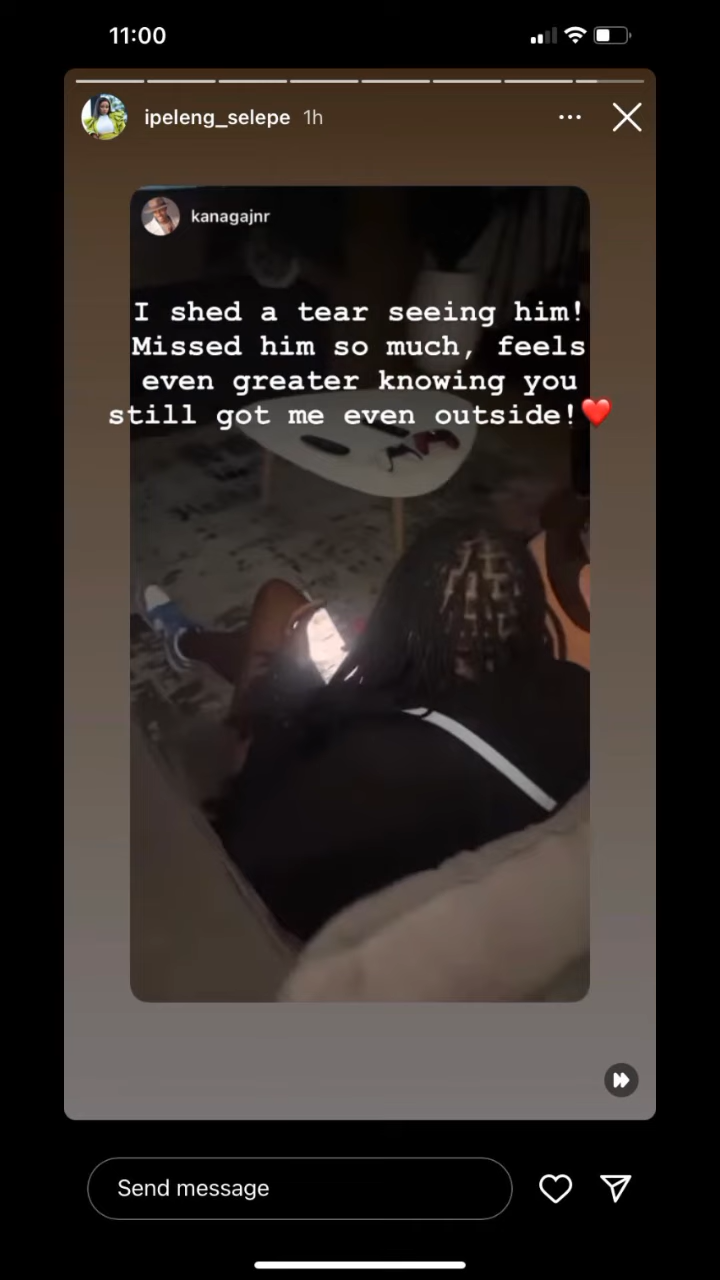 11:00
ipeleng_selepe 1h
kanagajnr
I shed a tear seeing him!
Missed him so much, feels
even greater knowing you
still got me even outside!❤️
Send message